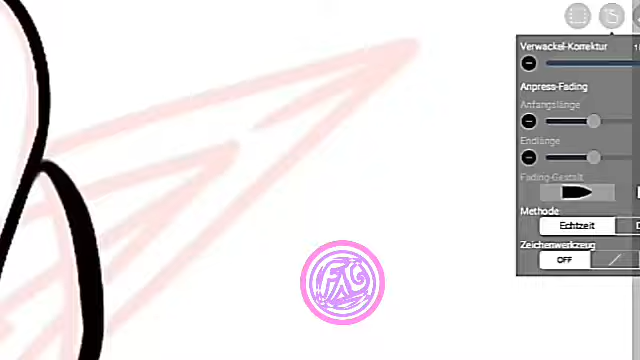 Verwackel-Korrektur
Anpress-Fading
Anfangslänge
Endlänge
Fading-Gestalt
Methode
Echtzeit
Zeichenwerkzeug
OFF